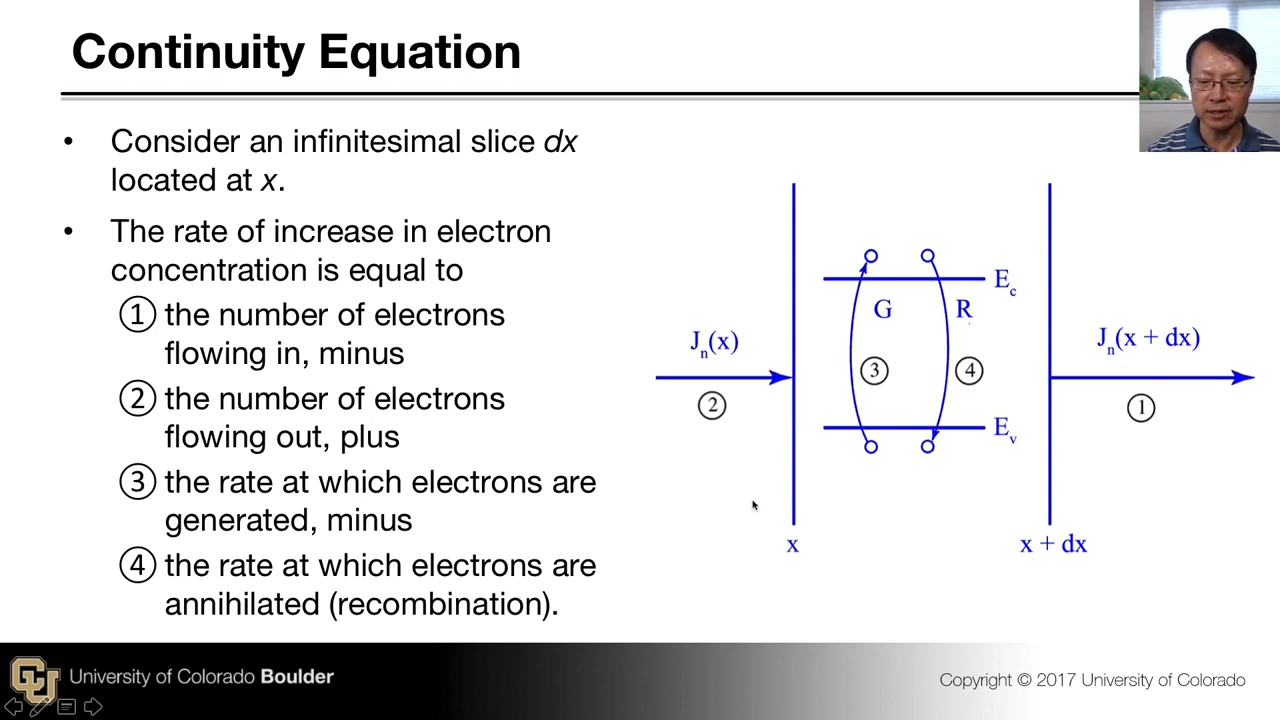 Continuity Equation
• Consider an infinitesimal slice dx
located at x.
• The rate of increase in electron
concentration is equal to
① the number of electrons
flowing in, minus
② the number of electrons
flowing out, plus
③ the rate at which electrons are
generated, minus
④ the rate at which electrons are
annihilated (recombination).
E_c
G
R
J_n(x)
J_n(x + dx)
③
④
②
①
E_v
x
x + dx
CU
University of Colorado Boulder
Copyright © 2017 University of Colorado